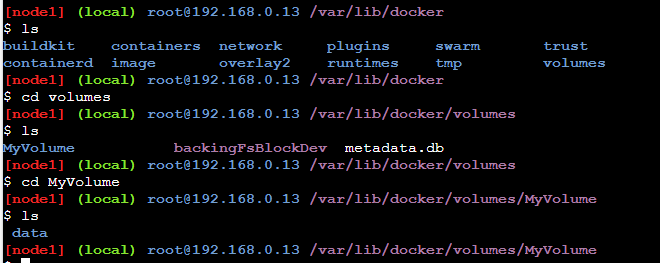 [node1] (local) root@192.168.0.13 /var/lib/docker
$ ls
buildkit containers network plugins swarm trust
containerd image overlay2 runtimes tmp volumes
[node1] (local) root@192.168.0.13 /var/lib/docker
$ cd volumes
[node1] (local) root@192.168.0.13 /var/lib/docker/volumes
$ ls
MyVolume backingFsBlockDev metadata.db
[node1] (local) root@192.168.0.13 /var/lib/docker/volumes
$ cd MyVolume
[node1] (local) root@192.168.0.13 /var/lib/docker/volumes/MyVolume
$ ls
_data
[node1] (local) root@192.168.0.13 /var/lib/docker/volumes/MyVolume
$